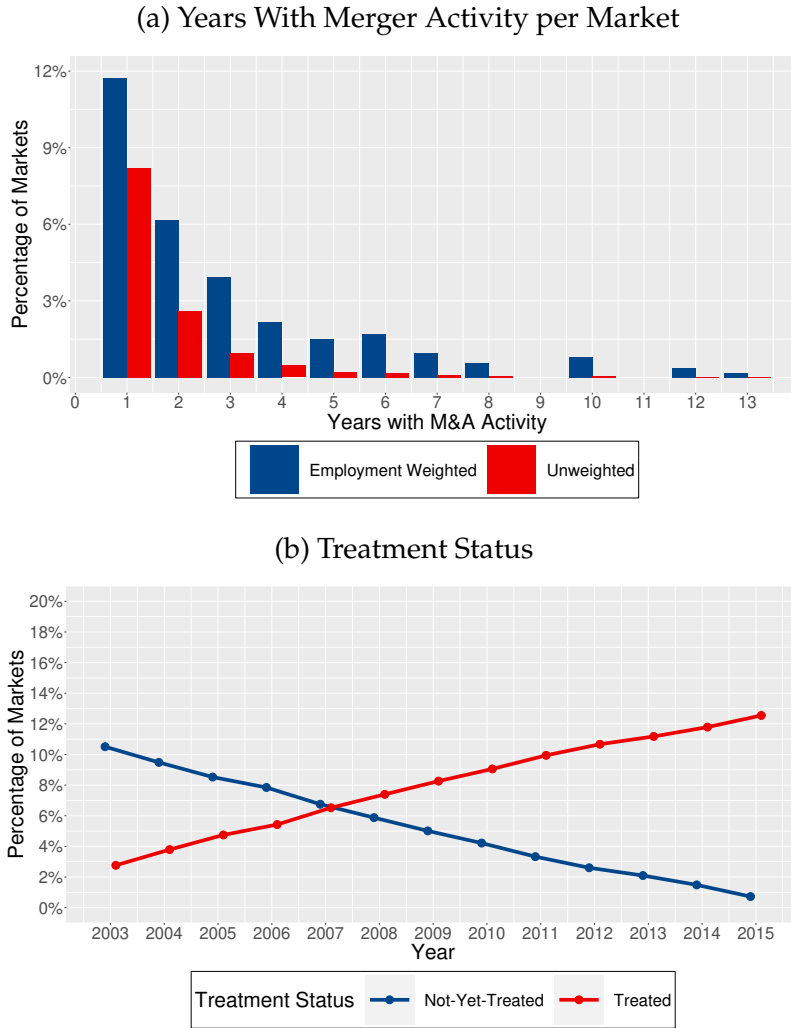 (a) Years With Merger Activity per Market
12%
9%
6%
3%
0%
Percentage of Markets
0 1 2 3 4 5 6 7 8 9 10 11 12 13
Years with M&A Activity
Employment Weighted Unweighted
(b) Treatment Status
20%
18%
16%
14%
12%
10%
8%
6%
4%
2%
0%
Percentage of Markets
2003 2004 2005 2006 2007 2008 2009 2010 2011 2012 2013 2014 2015
Year
Treatment Status Not-Yet-Treated Treated